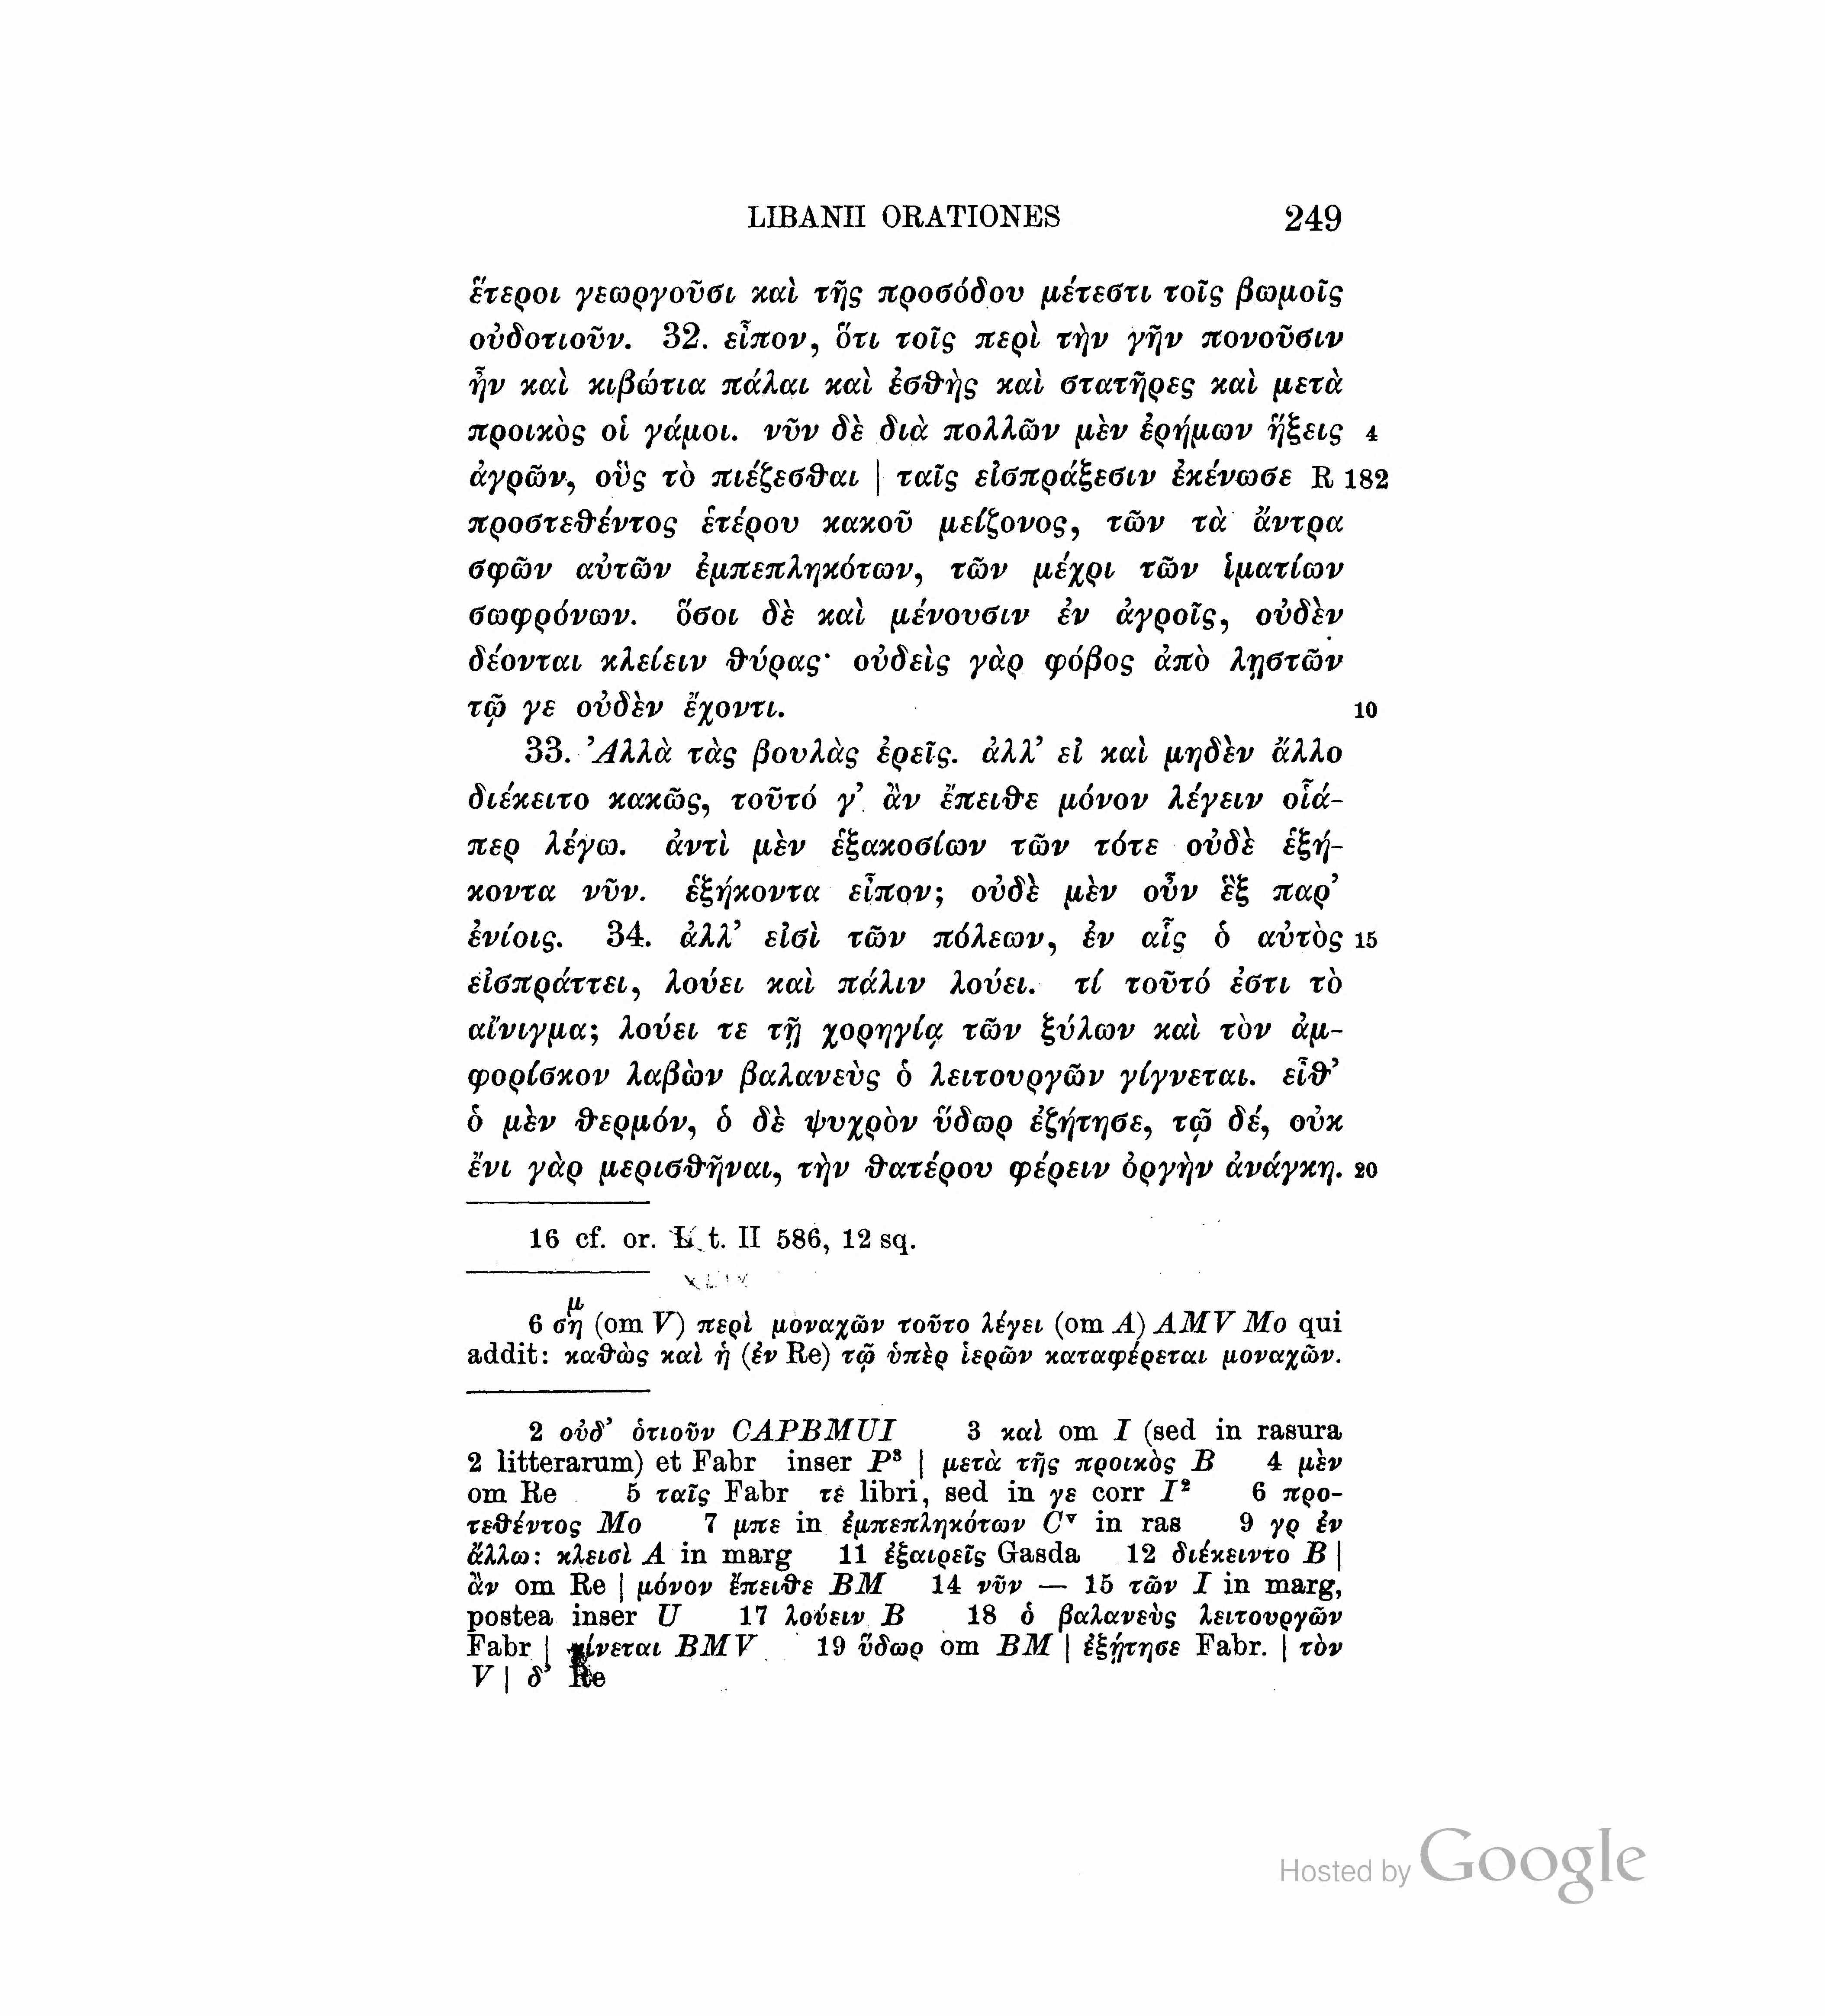 LIBANII ORATIONES 249
ἕτεροι γεωργοῦσι καὶ τῆς προσόδου μέτεστι τοῖς βωμοῖς
οὐδοτιοῦν. 32. εἶπον, ὅτι τοῖς περὶ τὴν γῆν πονοῦσιν
ἦν καὶ κιβώτια πάλαι καὶ ἐσθὴς καὶ στατῆρες καὶ μετὰ
προικὸς οἱ γάμοι. νῦν δὲ διὰ πολλῶν μὲν ἐρήμων ἥξεις 4
ἀγρῶν, οὓς τὸ πιέζεσθαι | ταῖς εἰσπράξεσιν ἐκένωσε R 182
προστεθέντος ἑτέρου κακοῦ μείζονος, τῶν τὰ ἄντρα
σφῶν αὐτῶν ἐμπεπληκότων, τῶν μέχρι τῶν ἱματίων
σωφρόνων. ὅσοι δὲ καὶ μένουσιν ἐν ἀγροῖς, οὐδὲν
δέονται κλείειν θύρας· οὐδεὶς γὰρ φόβος ἀπὸ λῃστῶν
τῷ γε οὐδὲν ἔχοντι. 10
33. Ἀλλὰ τὰς βουλὰς ἐρεῖς. ἀλλ’ εἰ καὶ μηδὲν ἄλλο
διέκειτο κακῶς, τοῦτό γ’ ἂν ἔπειθε μόνον λέγειν οἷά-
περ λέγω. ἀντὶ μὲν ἑξακοσίων τῶν τότε οὐδὲ ἑξή-
κοντα νῦν. ἑξήκοντα εἶπον; οὐδὲ μὲν οὖν ἓξ παρ’
ἐνίοις. 34. ἀλλ’ εἰσὶ τῶν πόλεων, ἐν αἷς ὁ αὐτὸς 15
εἰσπράττει, λούει καὶ πάλιν λούει. τί τοῦτό ἐστι τὸ
αἴνιγμα; λούει τε τῇ χορηγίᾳ τῶν ξύλων καὶ τὸν ἀμ-
φορίσκον λαβὼν βαλανεὺς ὁ λειτουργῶν γίγνεται. εἶθ’
ὁ μὲν θερμόν, ὁ δὲ ψυχρὸν ὕδωρ ἐζήτησε, τῷ δέ, οὐκ
ἔνι γὰρ μερισθῆναι, τὴν θατέρου φέρειν ὀργὴν ἀνάγκη. 20
16 cf. or. t. II 586, 12 sq.
XLIX
μ
6 ση (om V) περὶ μοναχῶν τοῦτο λέγει (om A) AMV Mo qui
addit: καθὼς καὶ ἡ (ἐν Re) τῷ ὑπὲρ ἱερῶν καταφέρεται μοναχῶν.
2 οὐδ’ ὁτιοῦν CAPBMUI 3 καὶ om I (sed in rasura
2 litterarum) et Fabr inser P³ | μετὰ τῆς προικὸς B 4 μὲν
om Re 5 ταῖς Fabr τὲ libri, sed in γε corr I² 6 προ-
τεθέντος Mo 7 μπε in ἐμπεπληκότων Cᵛ in ras 9 γρ ἐν
ἄλλω: κλεισὶ A in marg 11 ἐξαιρεῖς Gasda 12 διέκειντο B |
ἂν om Re | μόνον ἔπειθε BM 14 νῦν — 15 τῶν I in marg,
postea inser U 17 λούειν B 18 ὁ βαλανεὺς λειτουργῶν
Fabr | γίνεται BMV 19 ὕδωρ om BM | ἐξήτησε Fabr. | τὸν
V | δ’ Re
Hosted by Google